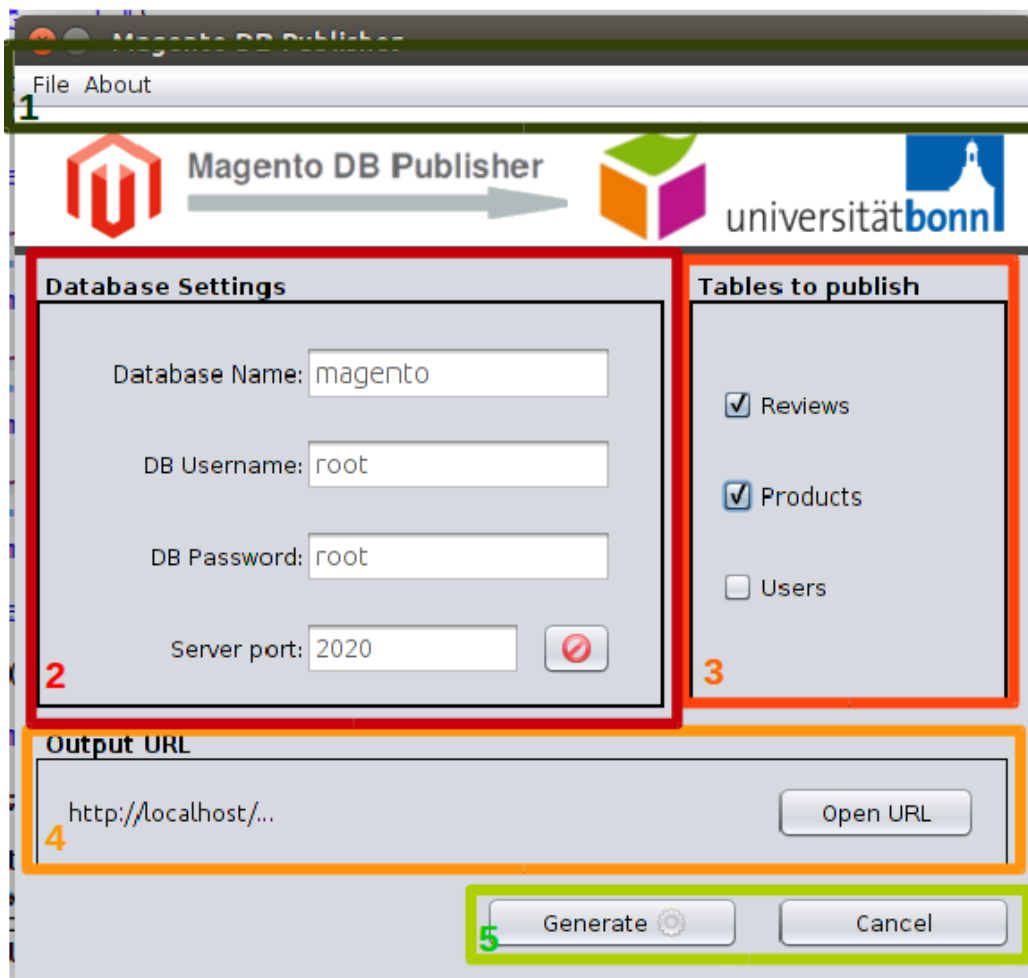 Magento DB Publisher
File About
1
Magento DB Publisher
universitätbonn
Database Settings
Database Name: magento
DB Username: root
DB Password: root
Server port: 2020
2
Tables to publish
Reviews
Products
Users
3
Output URL
http://localhost/...
Open URL
4
Generate
Cancel
5